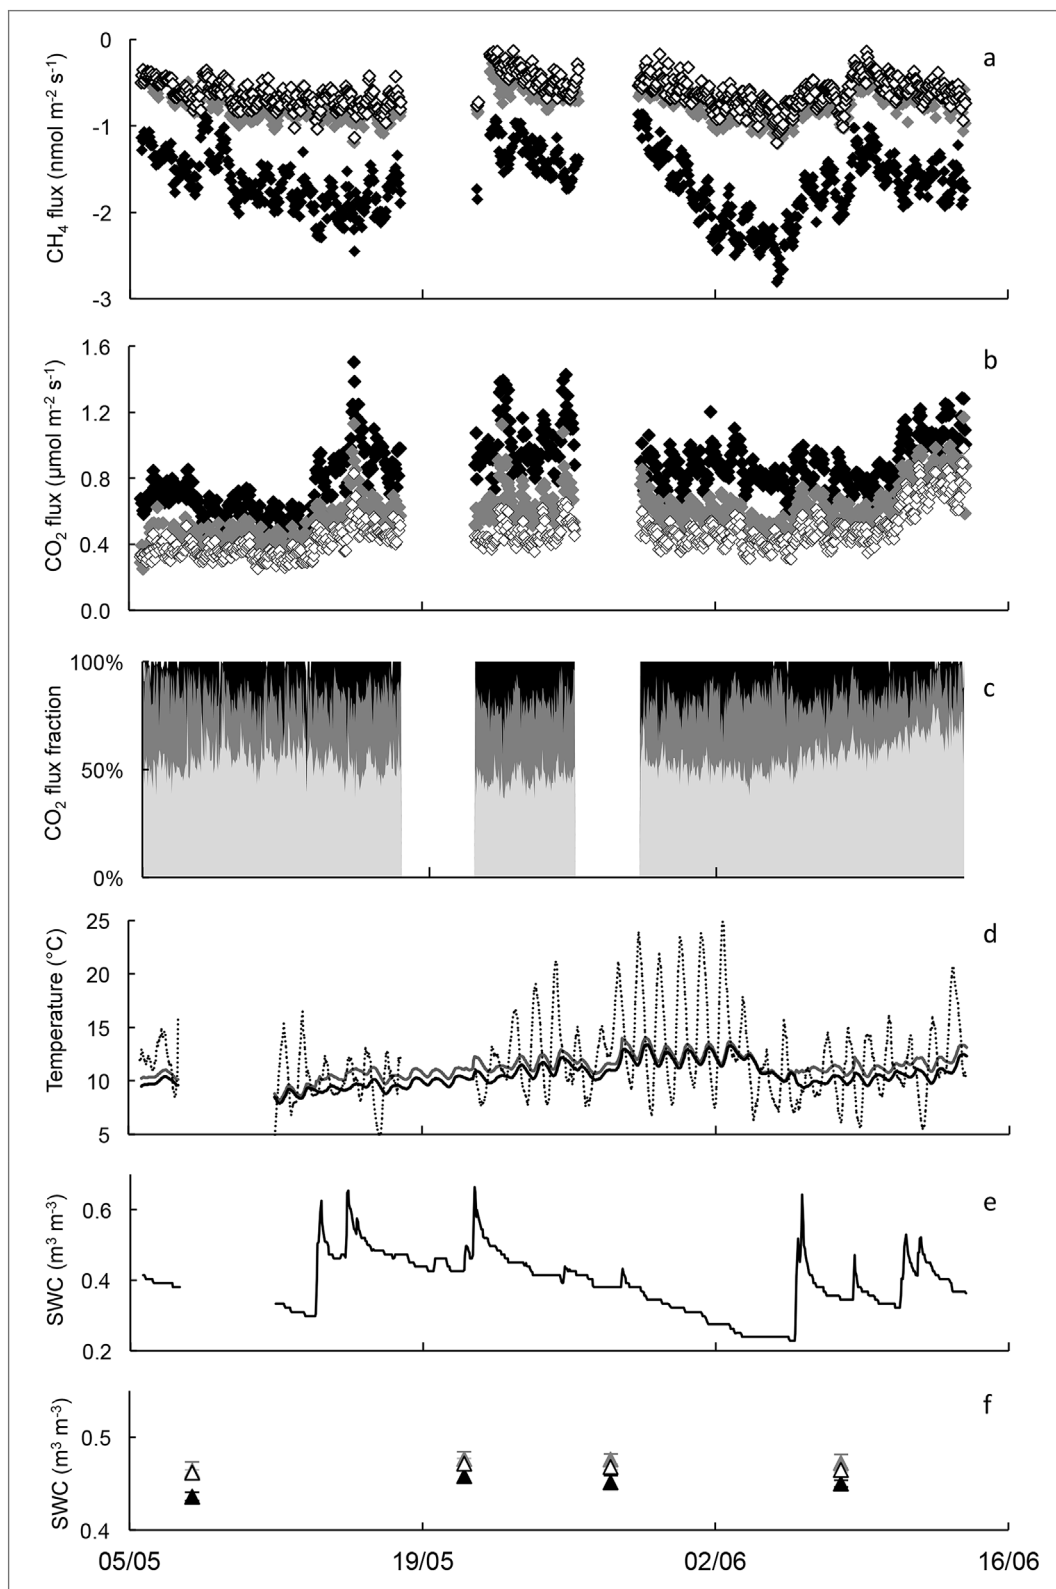 a
CH₄ flux (nmol m⁻² s⁻¹)
0
-1
-2
-3
b
CO₂ flux (µmol m⁻² s⁻¹)
1.6
1.2
0.8
0.4
0.0
c
CO₂ flux fraction
100%
50%
0%
d
Temperature (°C)
25
20
15
10
5
e
SWC (m³ m⁻³)
0.6
0.4
0.2
f
SWC (m³ m⁻³)
0.5
0.4
05/05 19/05 02/06 16/06